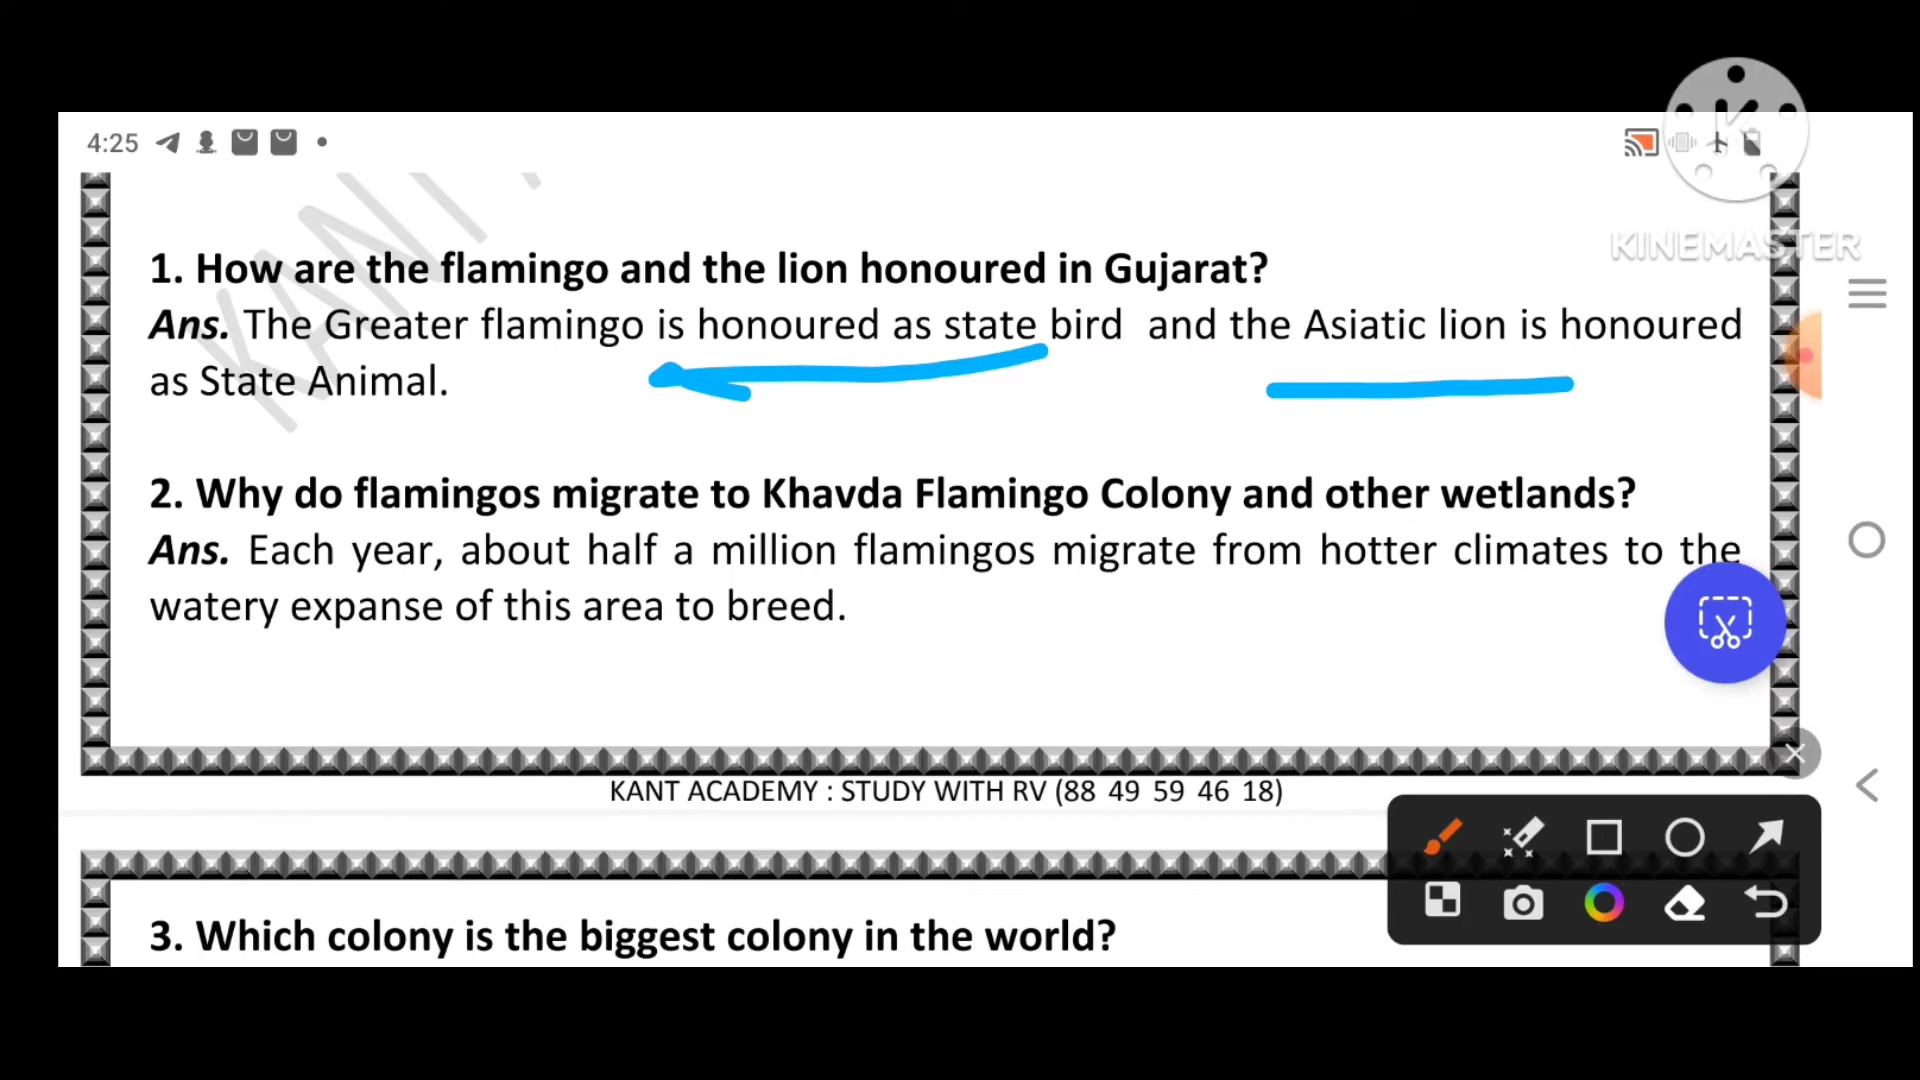 4:25
KINEMASTER
KANT
1. How are the flamingo and the lion honoured in Gujarat?
Ans. The Greater flamingo is honoured as state bird and the Asiatic lion is honoured
as State Animal.
2. Why do flamingos migrate to Khavda Flamingo Colony and other wetlands?
Ans. Each year, about half a million flamingos migrate from hotter climates to the
watery expanse of this area to breed.
KANT ACADEMY : STUDY WITH RV (88 49 59 46 18)
3. Which colony is the biggest colony in the world?